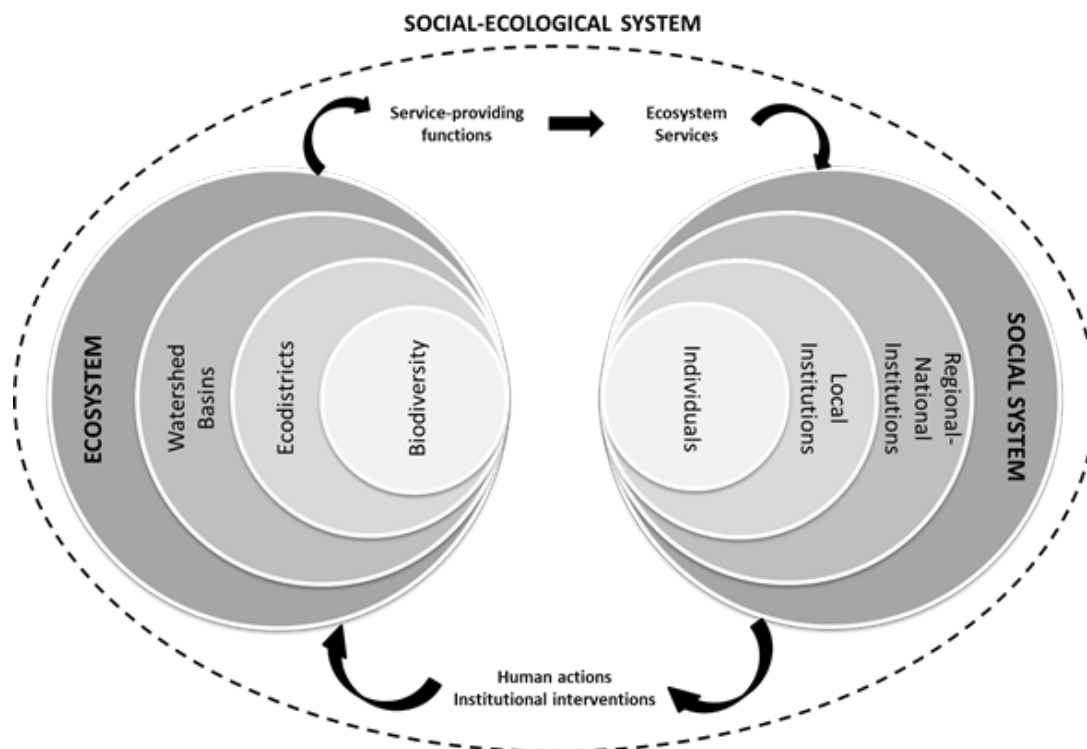 SOCIAL-ECOLOGICAL SYSTEM
Service-providing
functions
Ecosystem
Services
ECOSYSTEM
Watershed
Basins
Ecodistricts
Biodiversity
Individuals
Local
Institutions
Regional-
National
Institutions
SOCIAL SYSTEM
Human actions
Institutional interventions